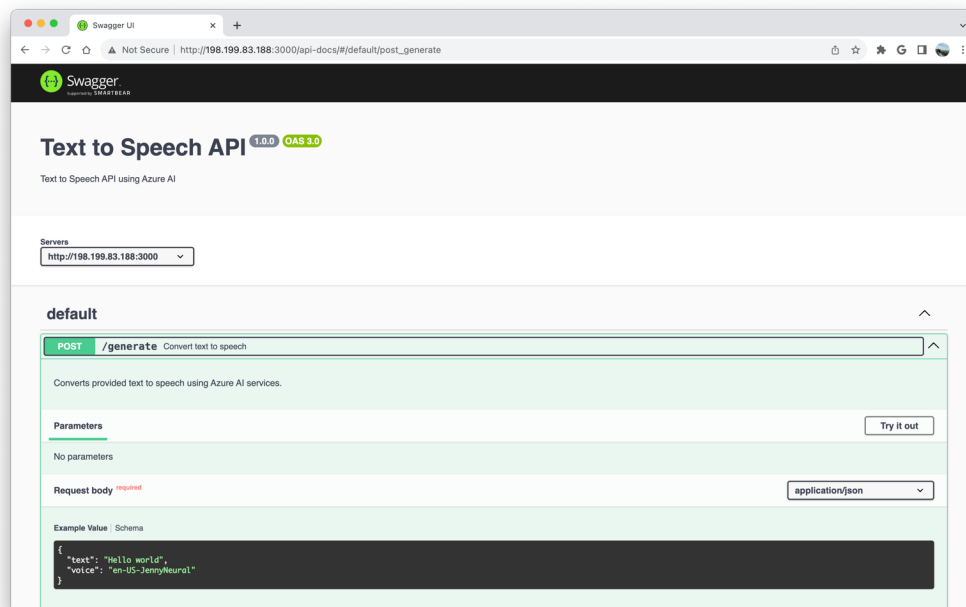 Swagger UI
Not Secure | http://198.199.83.188:3000/api-docs/#/default/post_generate
Swagger.
Supported by SMARTBEAR
Text to Speech API 1.0.0 OAS 3.0
Text to Speech API using Azure AI
Servers
http://198.199.83.188:3000
default
POST /generate Convert text to speech
Converts provided text to speech using Azure AI services.
Parameters Try it out
No parameters
Request body required application/json
Example Value | Schema
{
"text": "Hello world",
"voice": "en-US-JennyNeural"
}